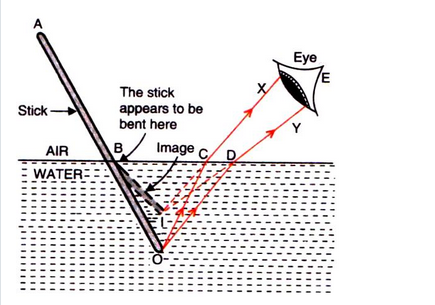 A
Eye
E
X
The stick
appears to be
bent here
Stick
Y
AIR
B
Image
C
D
WATER
I
O